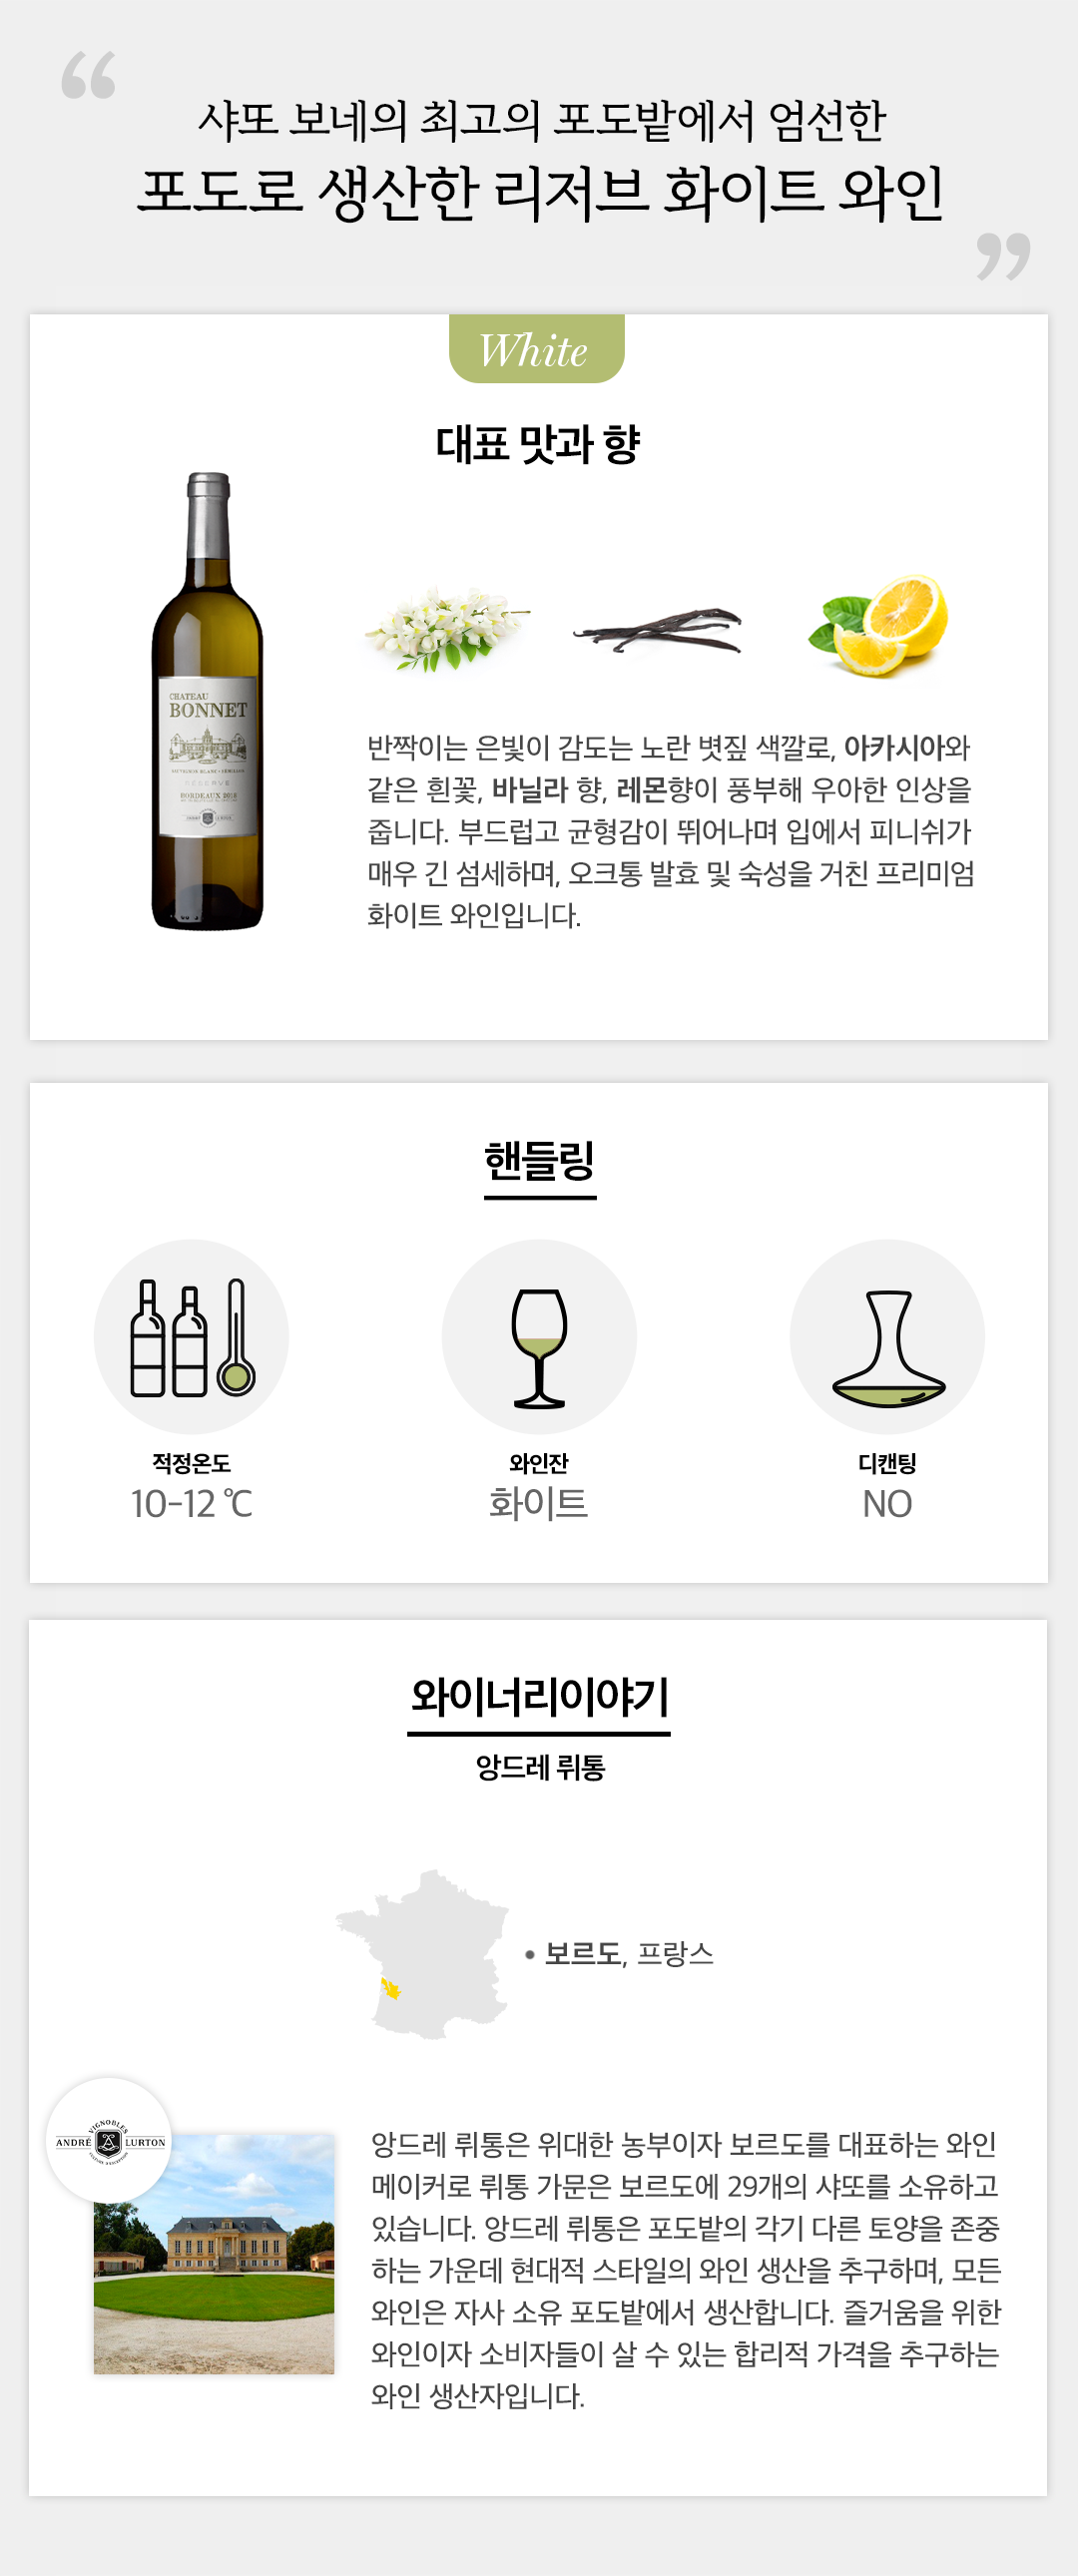 “
샤또 보네의 최고의 포도밭에서 엄선한
포도로 생산한 리저브 화이트 와인
”
White
대표 맛과 향
CHATEAU
BONNET
SAUVIGNON BLANC - SEMILLON
RESERVE
BORDEAUX
반짝이는 은빛이 감도는 노란 볏짚 색깔로, 아카시아와
같은 흰꽃, 바닐라 향, 레몬향이 풍부해 우아한 인상을
줍니다. 부드럽고 균형감이 뛰어나며 입에서 피니쉬가
매우 긴 섬세하며, 오크통 발효 및 숙성을 거친 프리미엄
화이트 와인입니다.
핸들링
적정온도
10-12 ℃
와인잔
화이트
디캔팅
NO
와이너리이야기
앙드레 뤼통
• 보르도, 프랑스
VIGNOBLES
ANDRÉ LURTON
앙드레 뤼통은 위대한 농부이자 보르도를 대표하는 와인
메이커로 뤼통 가문은 보르도에 29개의 샤또를 소유하고
있습니다. 앙드레 뤼통은 포도밭의 각기 다른 토양을 존중
하는 가운데 현대적 스타일의 와인 생산을 추구하며, 모든
와인은 자사 소유 포도밭에서 생산합니다. 즐거움을 위한
와인이자 소비자들이 살 수 있는 합리적 가격을 추구하는
와인 생산자입니다.